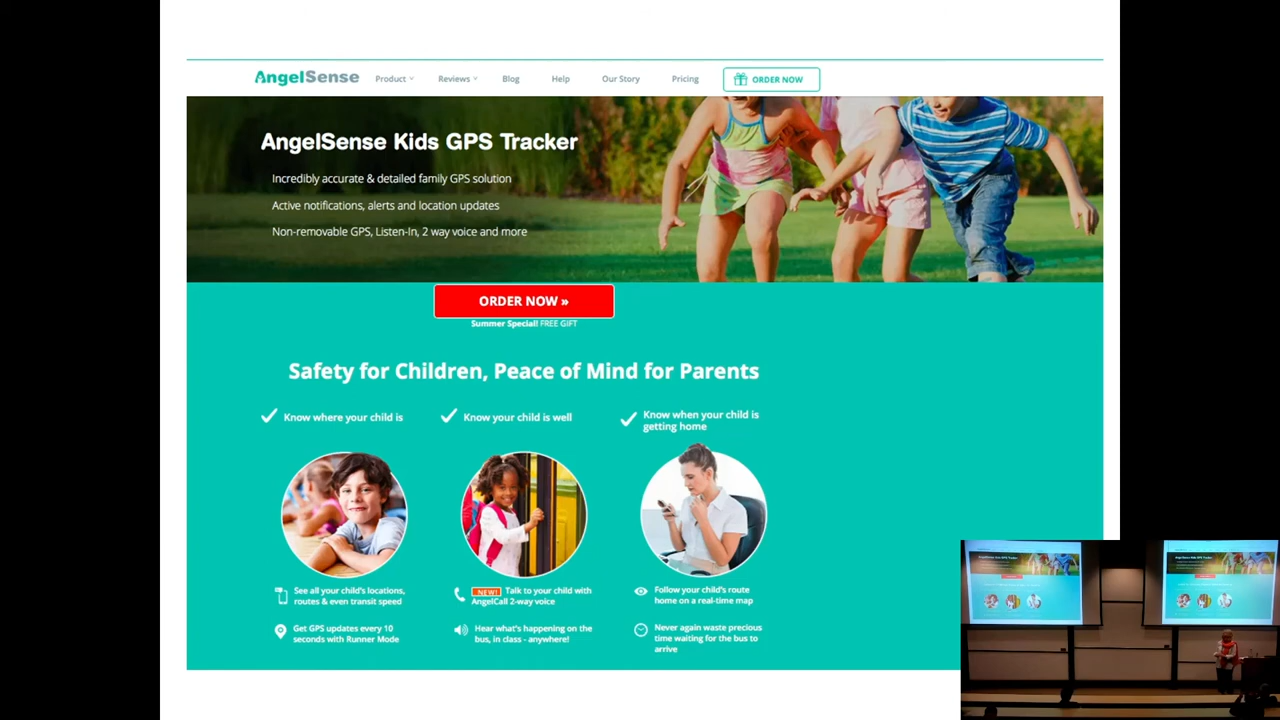 AngelSense Product Reviews Blog Help Our Story Pricing ORDER NOW
AngelSense Kids GPS Tracker
Incredibly accurate & detailed family GPS solution
Active notifications, alerts and location updates
Non-removable GPS, Listen-In, 2 way voice and more
ORDER NOW »
Summer Special! FREE GIFT
Safety for Children, Peace of Mind for Parents
Know where your child is
Know your child is well
Know when your child is
getting home
See all your child's locations,
routes & even transit speed
Get GPS updates every 10
seconds with Runner Mode
NEW! Talk to your child with
AngelCall 2-way voice
Hear what's happening on the
bus, in class - anywhere!
Follow your child's route
home on a real-time map
Never again waste precious
time waiting for the bus to
arrive